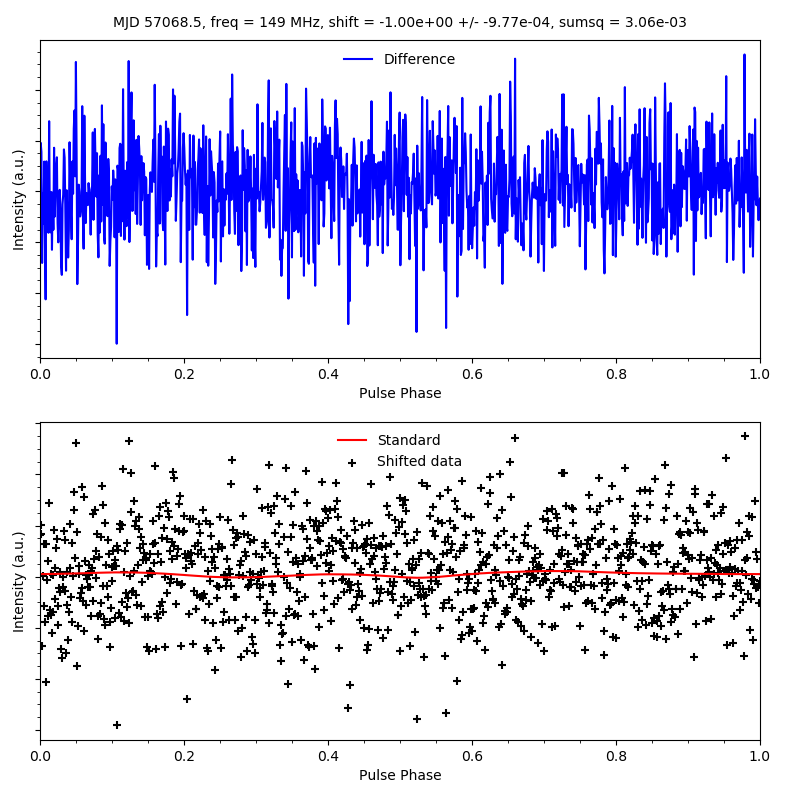 MJD 57068.5, freq = 149 MHz, shift = -1.00e+00 +/- -9.77e-04, sumsq = 3.06e-03
Difference
Intensity (a.u.)
0.0 0.2 0.4 0.6 0.8 1.0
Pulse Phase
Standard
Shifted data
Intensity (a.u.)
0.0 0.2 0.4 0.6 0.8 1.0
Pulse Phase